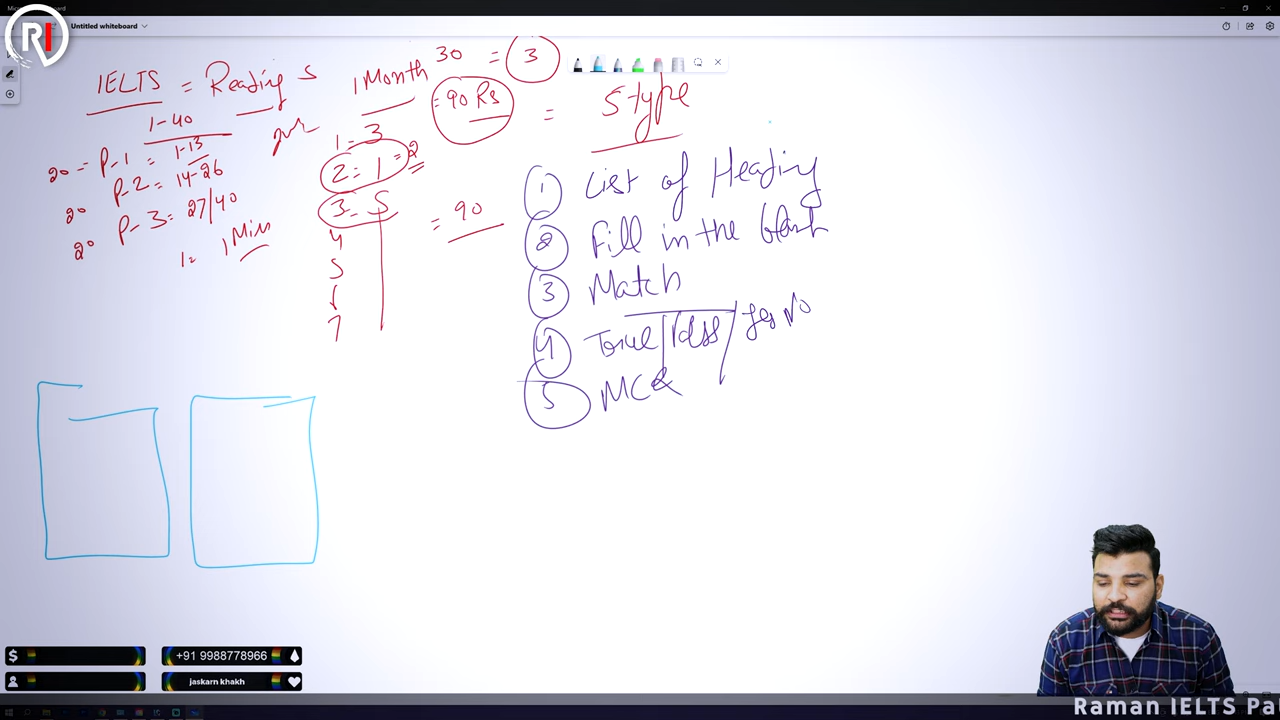 Untitled whiteboard
RI
IELTS = Reading
1-40
20 - P-1 = 1-13
20 P-2 = 14-26
20 P-3 = 27/40
1 = 1 Min
1 Month 30 = 3
= 90 Rs = 5 type
1 - 3
2 = 1 = 2
3 - 5
= 90
4
5
7
1 List of Heading
2 Fill in the blank
3 Match
4 True / / Yes No
5 MCQ
$
+91 9988778966
jaskarn khakh
Raman IELTS Pa